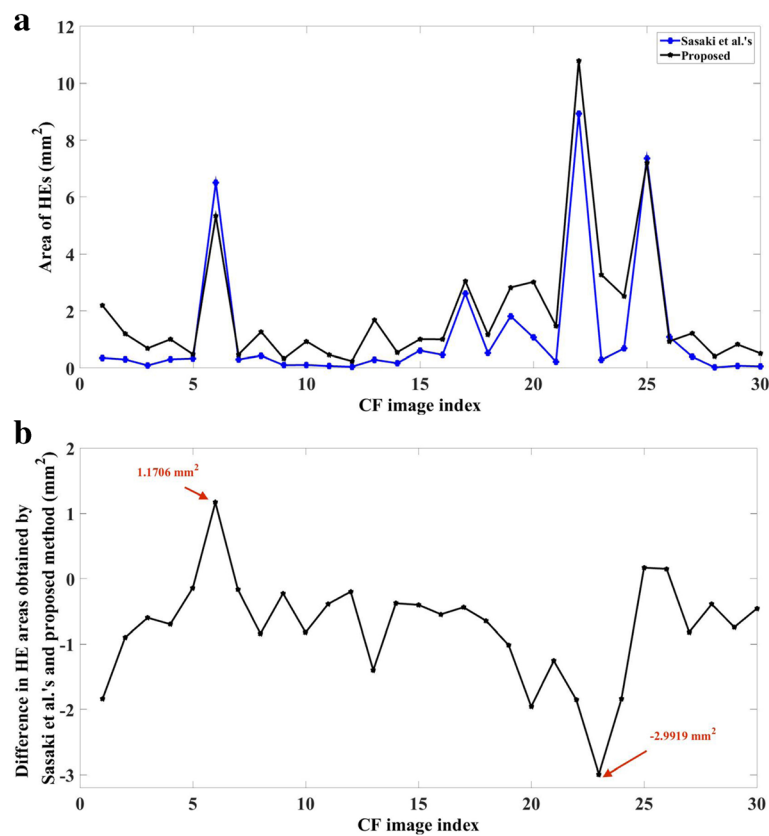 a
12
10
8
6
4
2
0
Area of HEs (mm²)
Sasaki et al.'s
Proposed
0 5 10 15 20 25 30
CF image index
b
2
1
0
-1
-2
-3
Difference in HE areas obtained by
Sasaki et al.'s and proposed method (mm²)
1.1706 mm²
-2.9919 mm²
0 5 10 15 20 25 30
CF image index